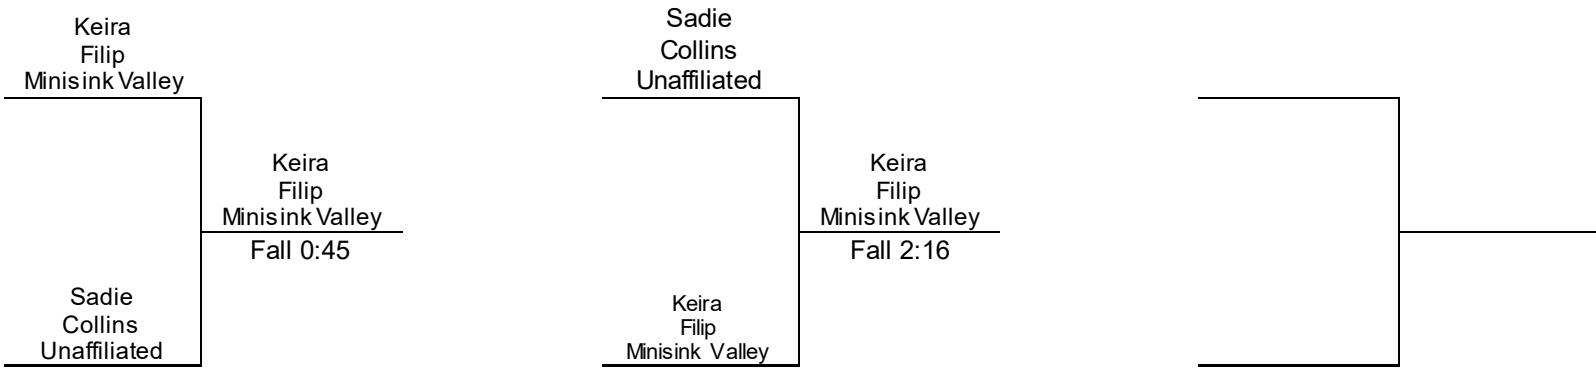 Keira
Filip
Minisink Valley
Keira
Filip
Minisink Valley
Fall 0:45
Sadie
Collins
Unaffiliated
Sadie
Collins
Unaffiliated
Keira
Filip
Minisink Valley
Fall 2:16
Keira
Filip
Minisink Valley